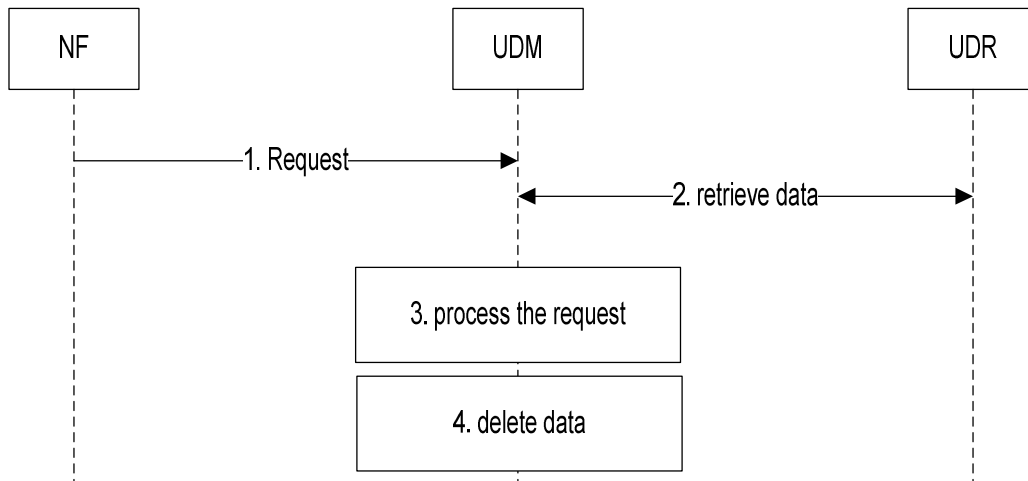 NF
UDM
UDR
1. Request
2. retrieve data
3. process the request
4. delete data